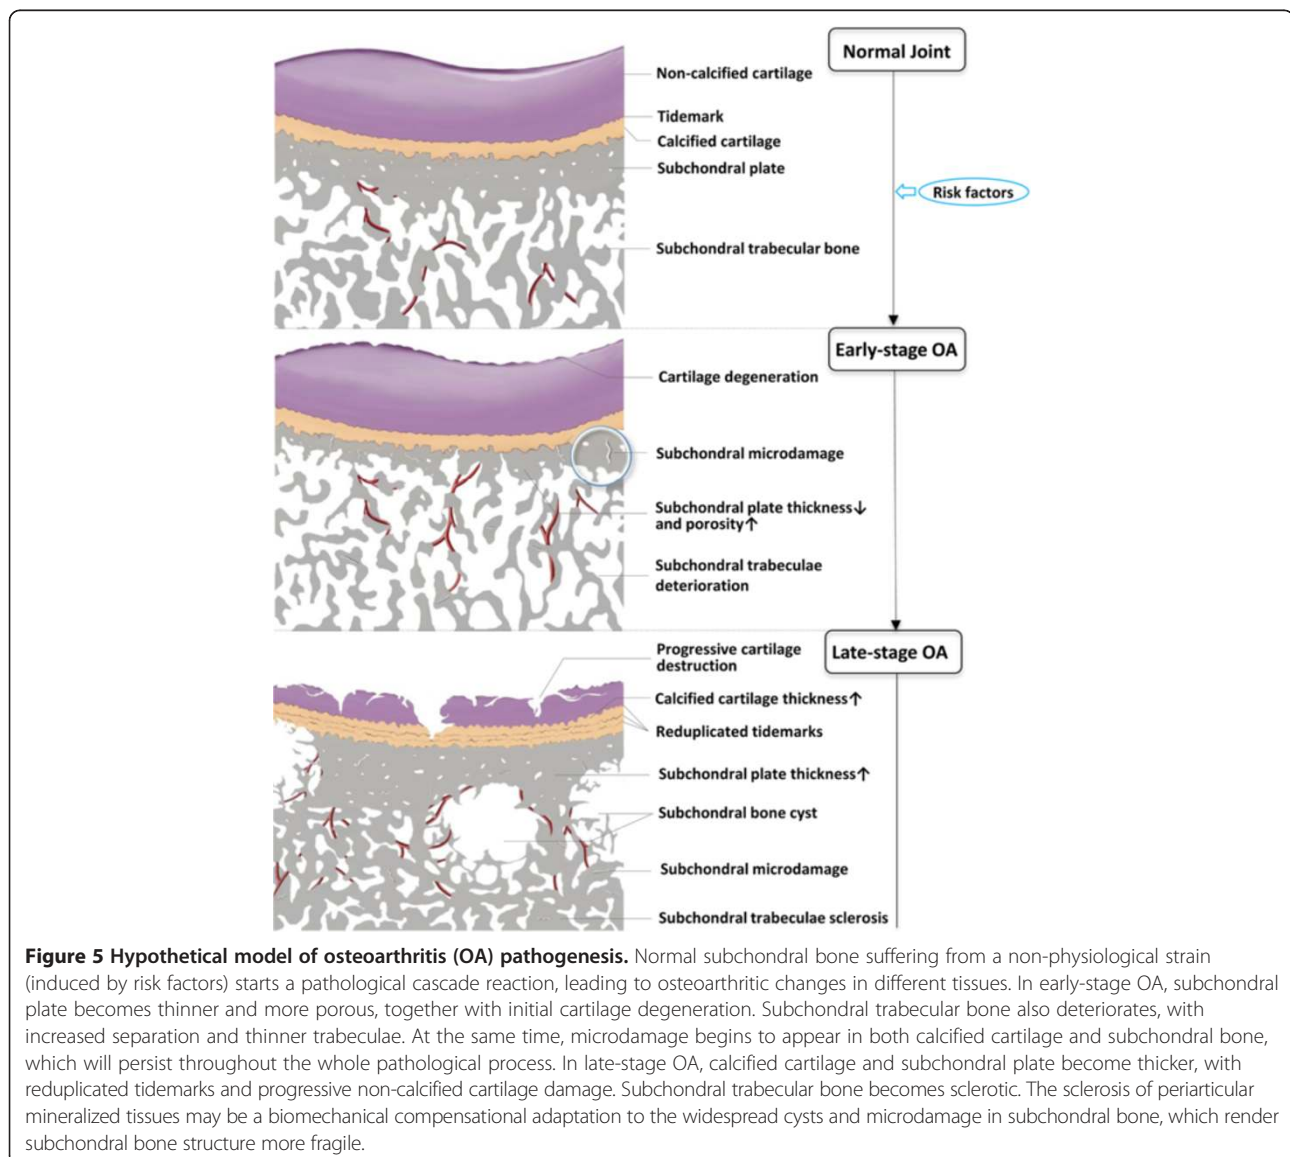 Normal Joint
Non-calcified cartilage
Tidemark
Calcified cartilage
Subchondral plate
Risk factors
Subchondral trabecular bone
Early-stage OA
Cartilage degeneration
Subchondral microdamage
Subchondral plate thickness↓
and porosity↑
Subchondral trabeculae
deterioration
Late-stage OA
Progressive cartilage
destruction
Calcified cartilage thickness↑
Reduplicated tidemarks
Subchondral plate thickness↑
Subchondral bone cyst
Subchondral microdamage
Subchondral trabeculae sclerosis
Figure 5 Hypothetical model of osteoarthritis (OA) pathogenesis. Normal subchondral bone suffering from a non-physiological strain
(induced by risk factors) starts a pathological cascade reaction, leading to osteoarthritic changes in different tissues. In early-stage OA, subchondral
plate becomes thinner and more porous, together with initial cartilage degeneration. Subchondral trabecular bone also deteriorates, with
increased separation and thinner trabeculae. At the same time, microdamage begins to appear in both calcified cartilage and subchondral bone,
which will persist throughout the whole pathological process. In late-stage OA, calcified cartilage and subchondral plate become thicker, with
reduplicated tidemarks and progressive non-calcified cartilage damage. Subchondral trabecular bone becomes sclerotic. The sclerosis of periarticular
mineralized tissues may be a biomechanical compensational adaptation to the widespread cysts and microdamage in subchondral bone, which render
subchondral bone structure more fragile.